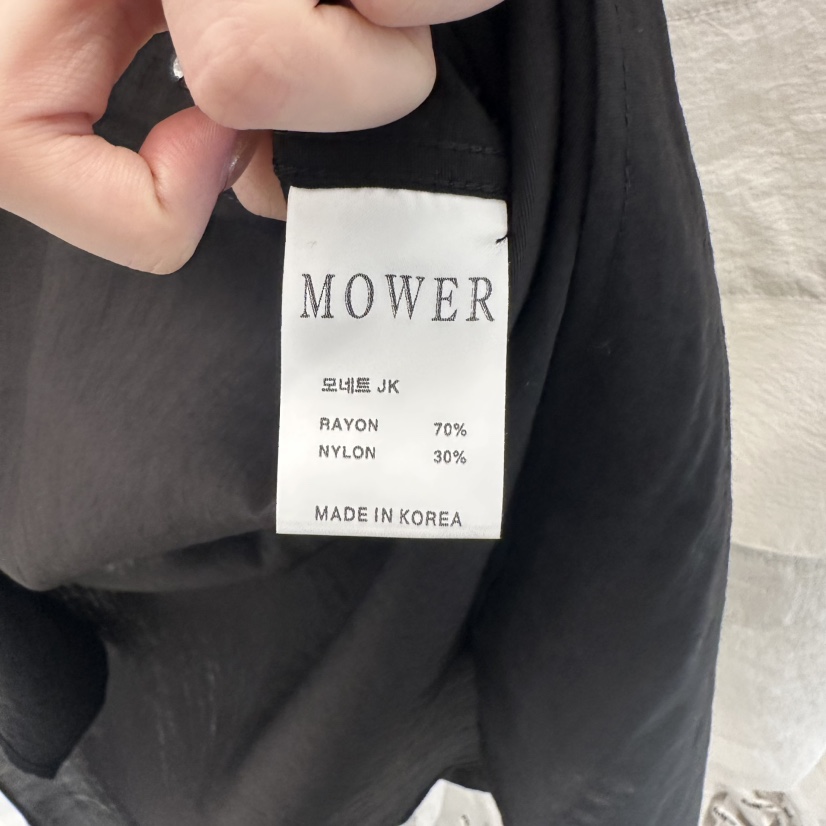 MOWER
모네트 JK
RAYON 70%
NYLON 30%
MADE IN KOREA